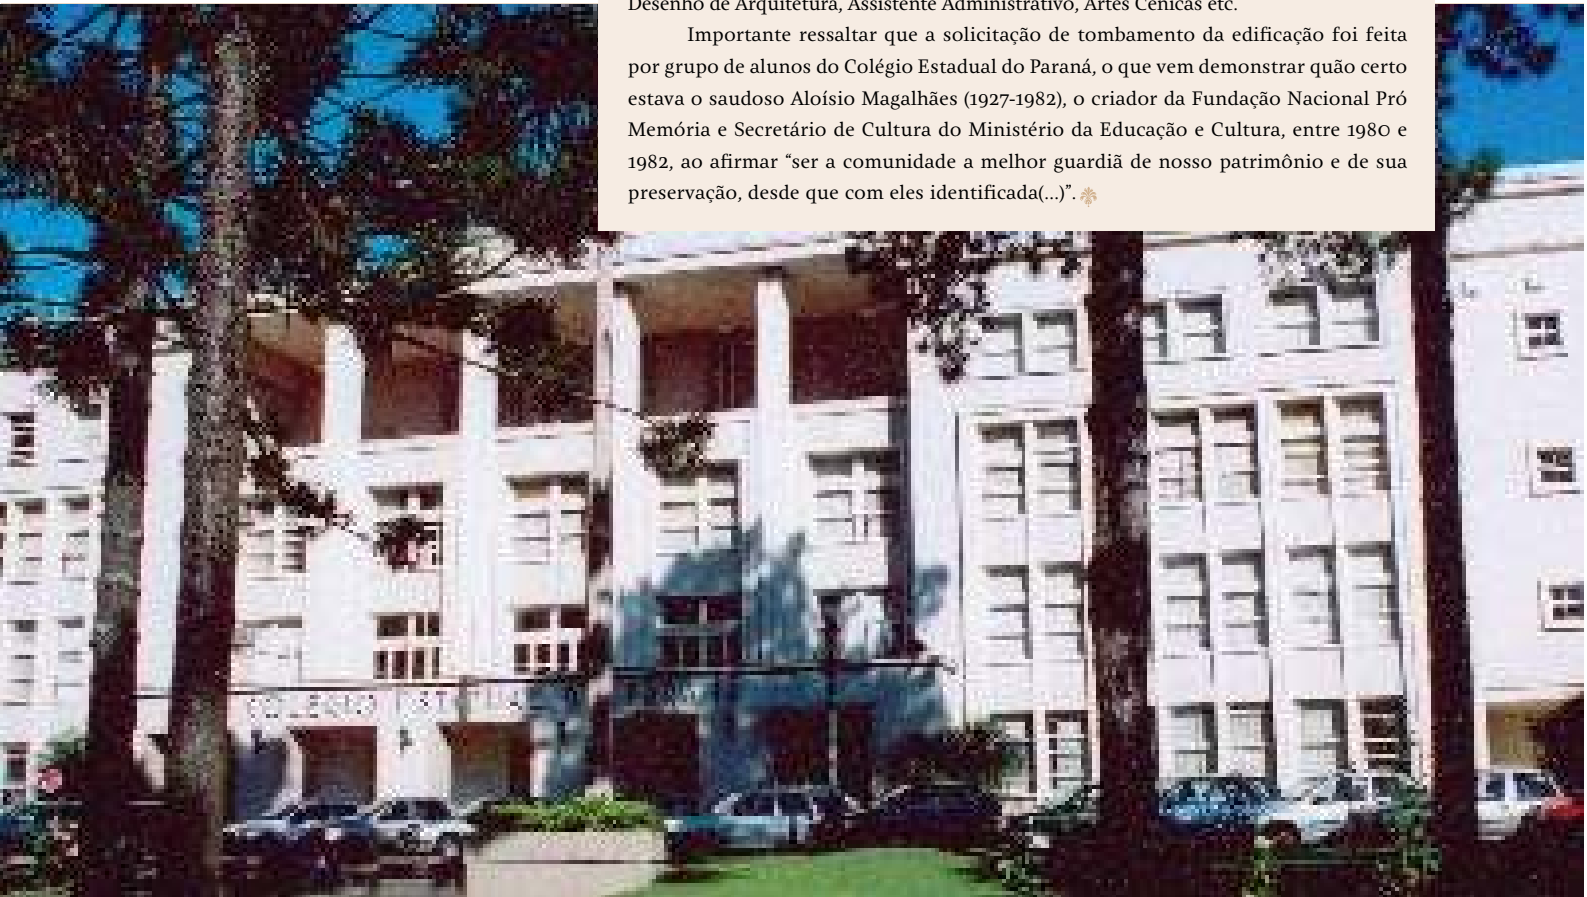 Desenho de Arquitetura, Assistente Administrativo, Artes Cênicas etc.
Importante ressaltar que a solicitação de tombamento da edificação foi feita
por grupo de alunos do Colégio Estadual do Paraná, o que vem demonstrar quão certo
estava o saudoso Aloísio Magalhães (1927-1982), o criador da Fundação Nacional Pró
Memória e Secretário de Cultura do Ministério da Educação e Cultura, entre 1980 e
1982, ao afirmar “ser a comunidade a melhor guardiã de nosso patrimônio e de sua
preservação, desde que com eles identificada(...)”.